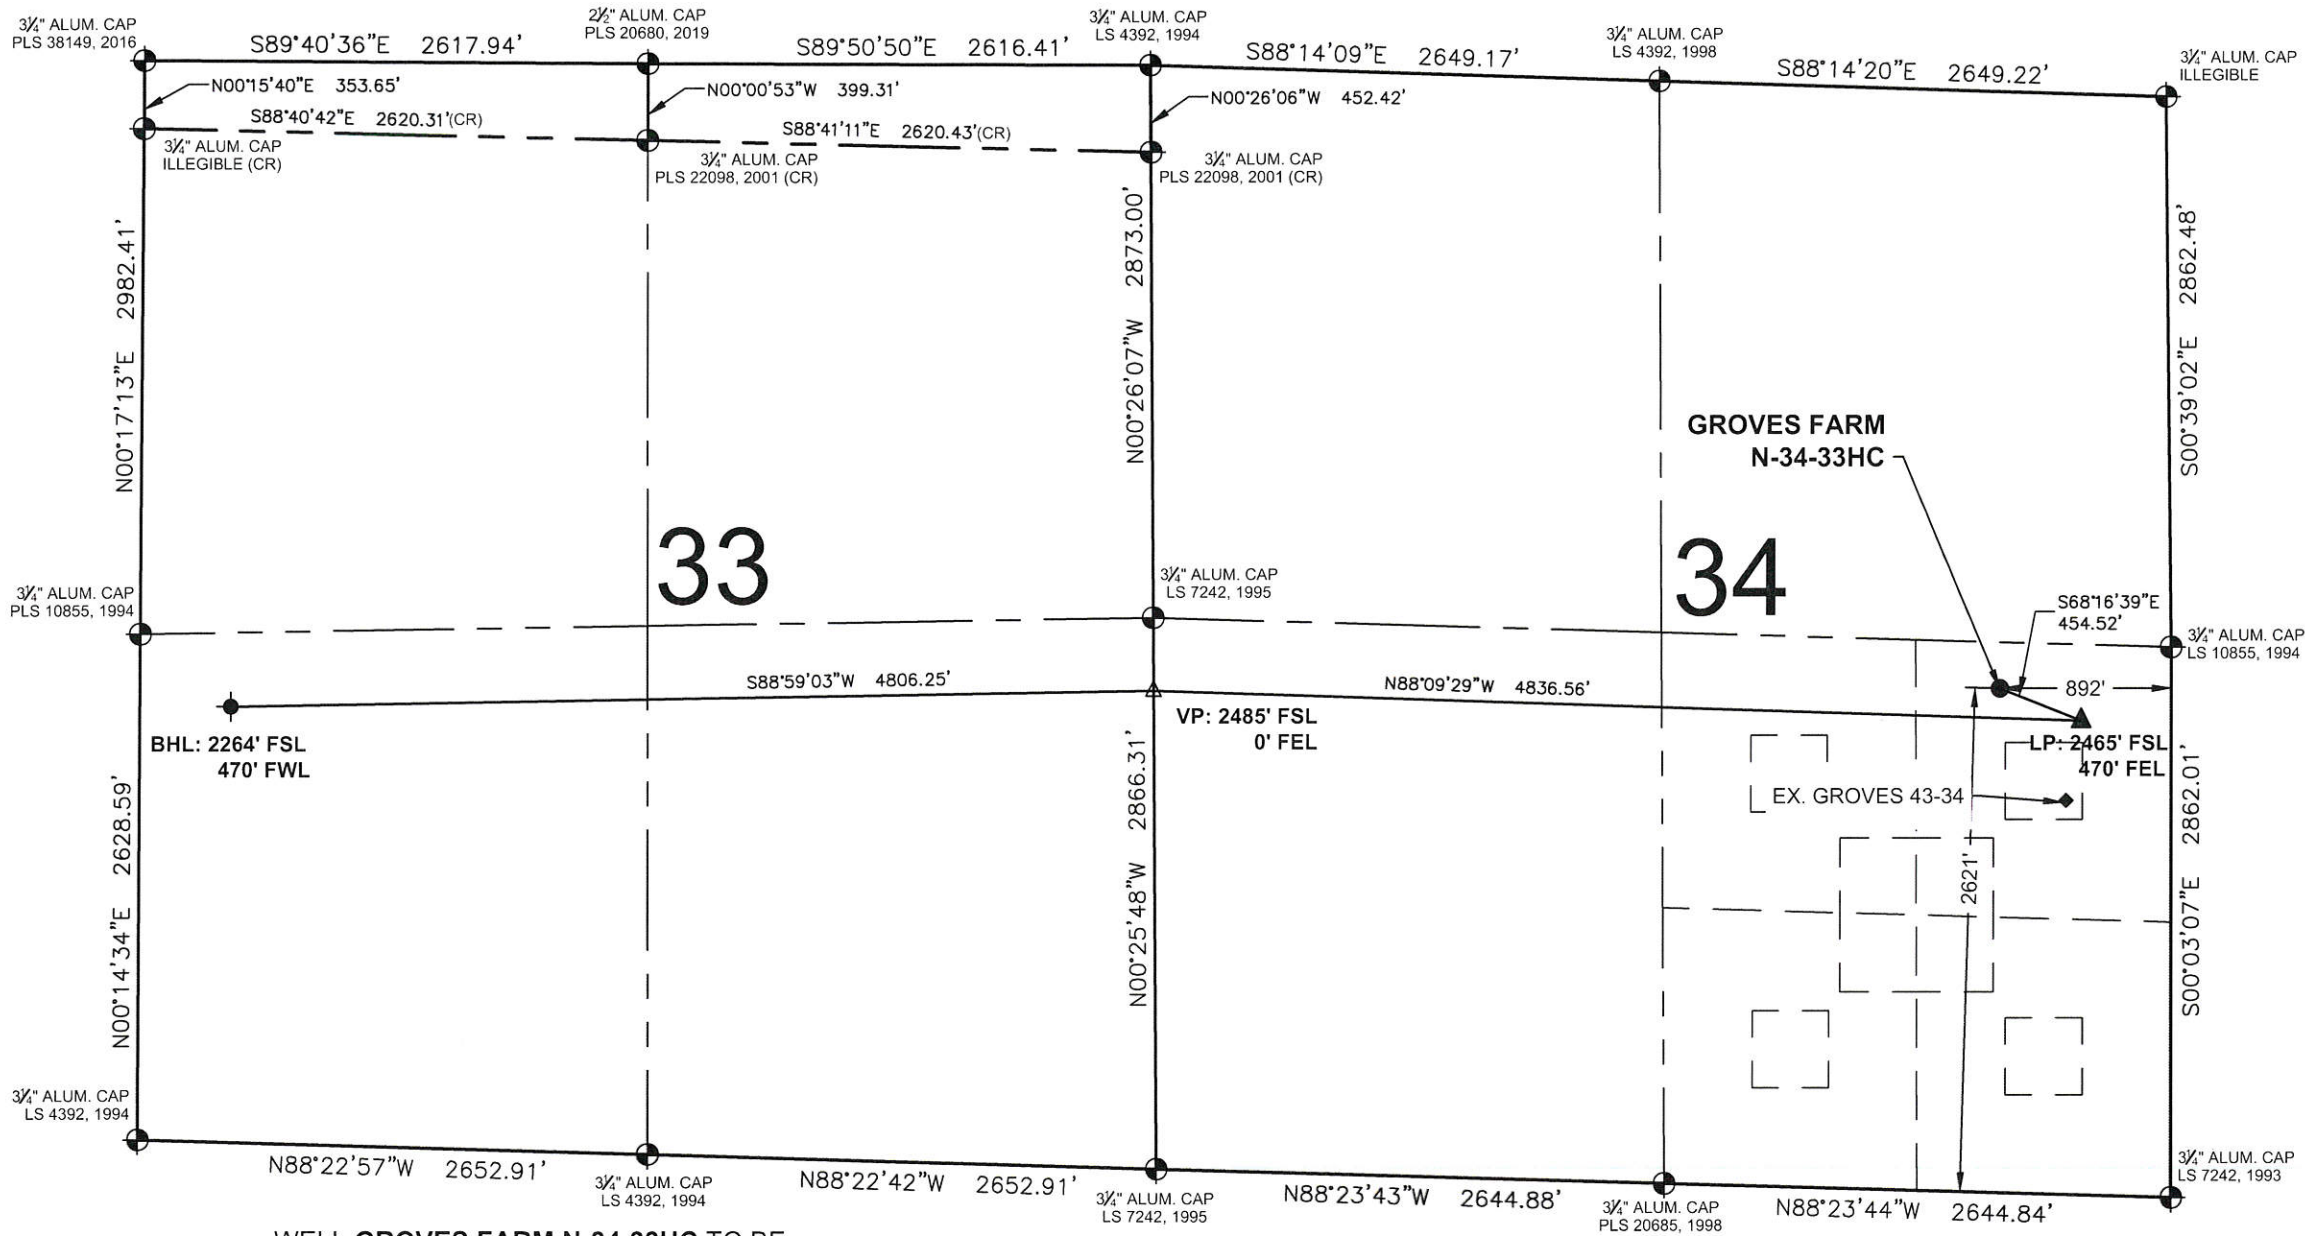 3¼" ALUM. CAP
PLS 38149, 2016
S89°40'36"E 2617.94'
2½" ALUM. CAP
PLS 20680, 2019
S89°50'50"E 2616.41'
3¼" ALUM. CAP
LS 4392, 1994
S88°14'09"E 2649.17'
3¼" ALUM. CAP
LS 4392, 1998
S88°14'20"E 2649.22'
3¼" ALUM. CAP
ILLEGIBLE
N00°15'40"E 353.65'
N00°00'53"W 399.31'
N00°26'06"W 452.42'
S88°40'42"E 2620.31'(CR)
S88°41'11"E 2620.43'(CR)
3¼" ALUM. CAP
ILLEGIBLE (CR)
3¼" ALUM. CAP
PLS 22098, 2001 (CR)
3¼" ALUM. CAP
PLS 22098, 2001 (CR)
N00°17'13"E 2982.41'
N00°26'07"W 2873.00'
S00°39'02"E 2862.48'
GROVES FARM
N-34-33HC
33
34
3¼" ALUM. CAP
PLS 10855, 1994
3¼" ALUM. CAP
LS 7242, 1995
S68°16'39"E
454.52'
3¼" ALUM. CAP
LS 10855, 1994
S88°59'03"W 4806.25'
N88°09'29"W 4836.56'
892'
BHL: 2264' FSL
470' FWL
VP: 2485' FSL
0' FEL
LP: 2465' FSL
470' FEL
EX. GROVES 43-34
2621'
N00°14'34"E 2628.59'
N00°25'48"W 2866.31'
S00°03'07"E 2862.01'
3¼" ALUM. CAP
LS 4392, 1994
N88°22'57"W 2652.91'
3¼" ALUM. CAP
LS 4392, 1994
N88°22'42"W 2652.91'
3¼" ALUM. CAP
LS 7242, 1995
N88°23'43"W 2644.88'
3¼" ALUM. CAP
PLS 20685, 1998
N88°23'44"W 2644.84'
3¼" ALUM. CAP
LS 7242, 1993
WELL GROVES FARM N-34-33HC TO BE